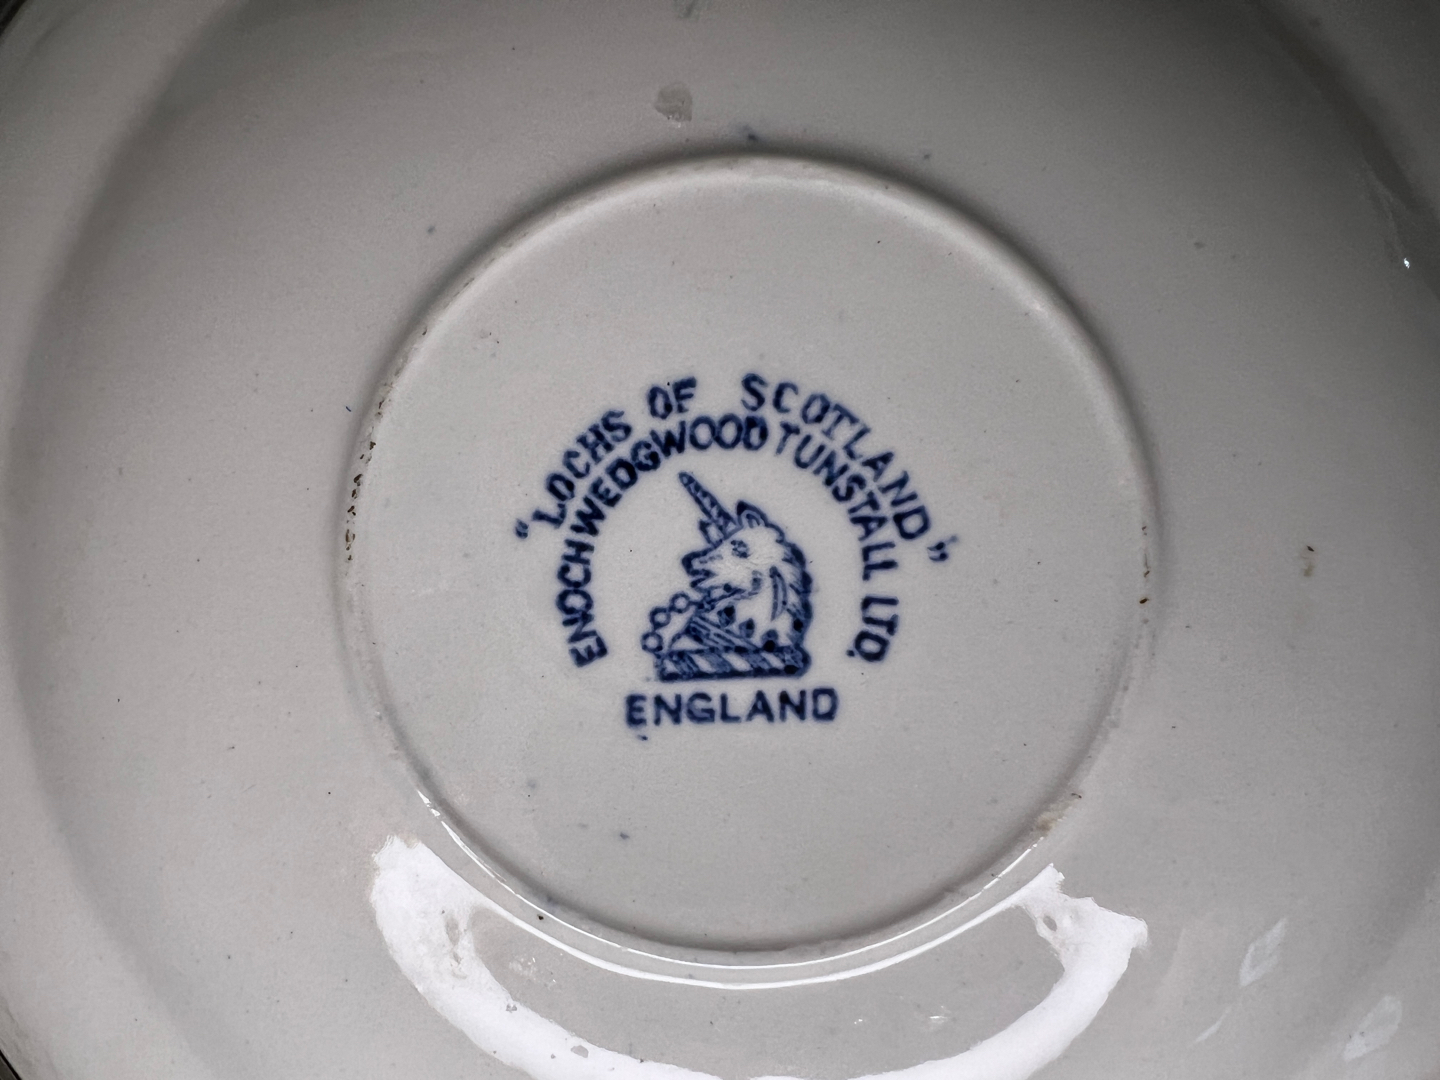 "LOCHS OF SCOTLAND"
ENOCH WEDGWOOD TUNSTALL LTD.
ENGLAND